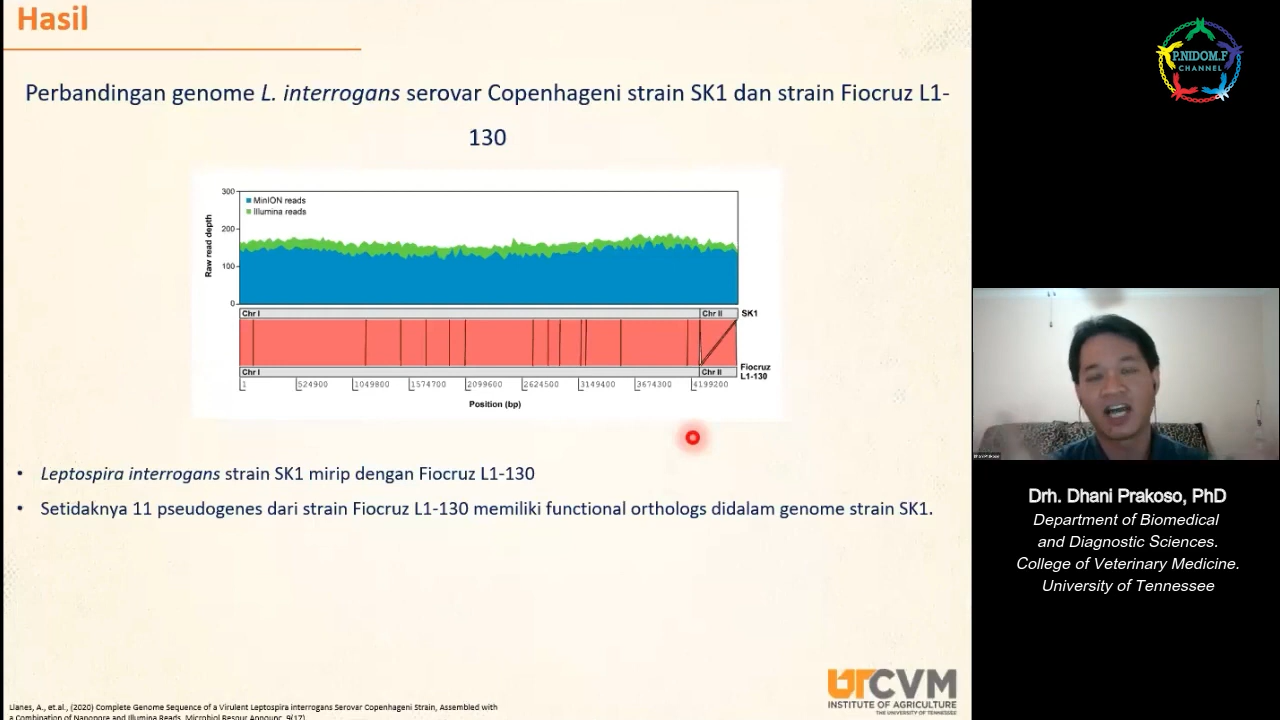 Hasil
Perbandingan genome L. interrogans serovar Copenhageni strain SK1 dan strain Fiocruz L1-
130
300
200
100
0
Raw read depth
MinION reads
Illumina reads
Chr I
Chr II
SK1
Chr I
Chr II
Fiocruz
L1-130
1 524900 1049800 1574700 2099600 2624500 3149400 3674300 4199200
Position (bp)
• Leptospira interrogans strain SK1 mirip dengan Fiocruz L1-130
• Setidaknya 11 pseudogenes dari strain Fiocruz L1-130 memiliki functional orthologs didalam genome strain SK1.
Llanes, A., et.al., (2020) Complete Genome Sequence of a Virulent Leptospira interrogans Serovar Copenhageni Strain, Assembled with
a Combination of Nanopore and Illumina Reads. Microbiol Resour Announc. 9(17)
UTCVM
INSTITUTE OF AGRICULTURE
THE UNIVERSITY OF TENNESSEE
P.NIDOM.F
CHANNEL
Drh. Dhani Prakoso, PhD
Department of Biomedical
and Diagnostic Sciences.
College of Veterinary Medicine.
University of Tennessee